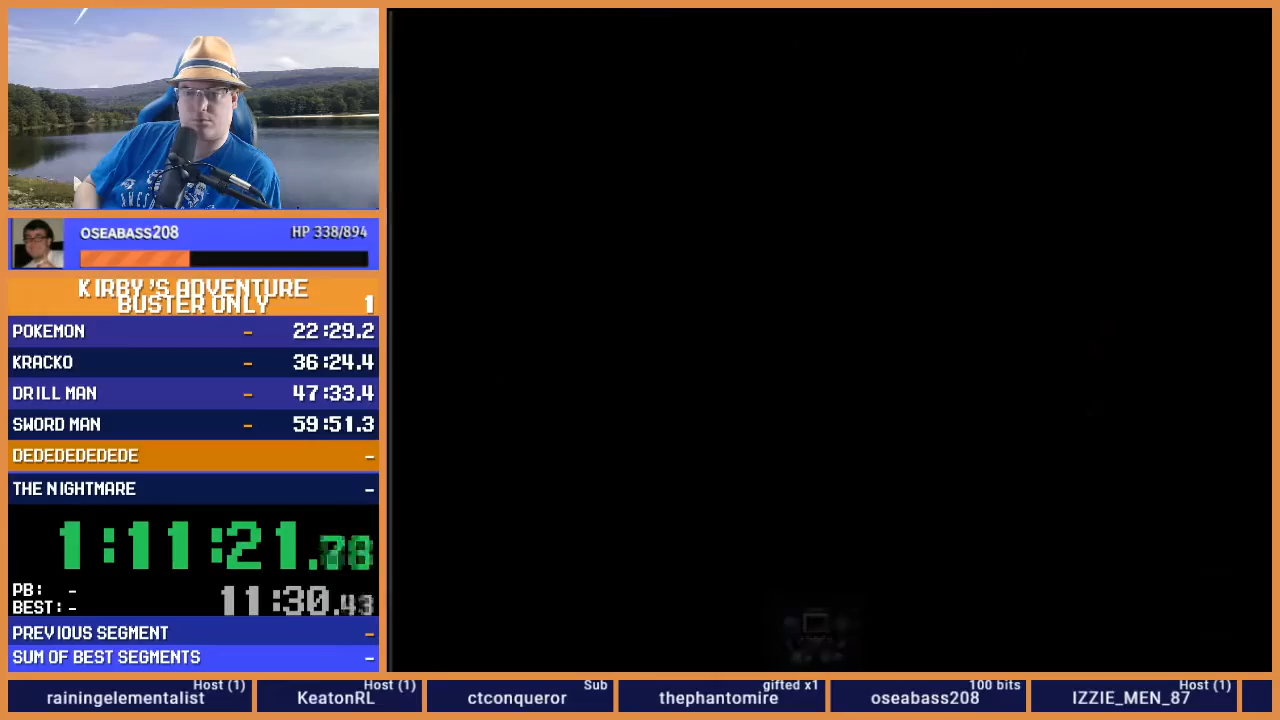 OSEABASS208 HP 338/894
KIRBY'S ADVENTURE
BUSTER ONLY 1
POKEMON - 22:29.2
KRACKO - 36:24.4
DRILL MAN - 47:33.4
SWORD MAN - 59:51.3
DEDEDEDEDEDE -
THE NIGHTMARE -
1:11:21.78
PB: -
BEST: - 11:30.43
PREVIOUS SEGMENT -
SUM OF BEST SEGMENTS -
Host (1) Host (1) Sub gifted x1 100 bits Host (1)
rainingelementalist KeatonRL ctconqueror thephantomire oseabass208 IZZIE_MEN_87